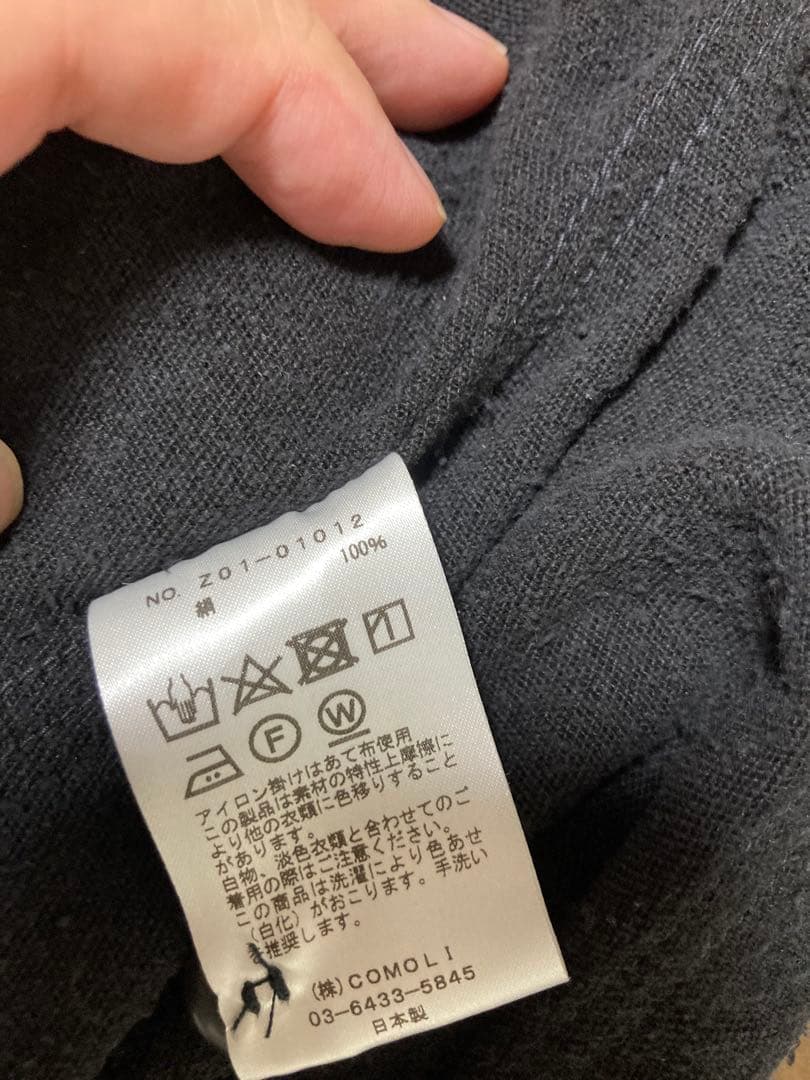 NO. Z01-01012
絹 100%
F W
アイロン掛けはあて布使用
この製品は素材の特性上摩擦に
より他の衣類に色移りすること
があります。
白物、淡色衣類と合わせてのご
着用の際はご注意ください。
この商品は洗濯により色あせ
(白化)がおこります。手洗い
を推奨します。
(株)COMOLI
03-6433-5845
日本製